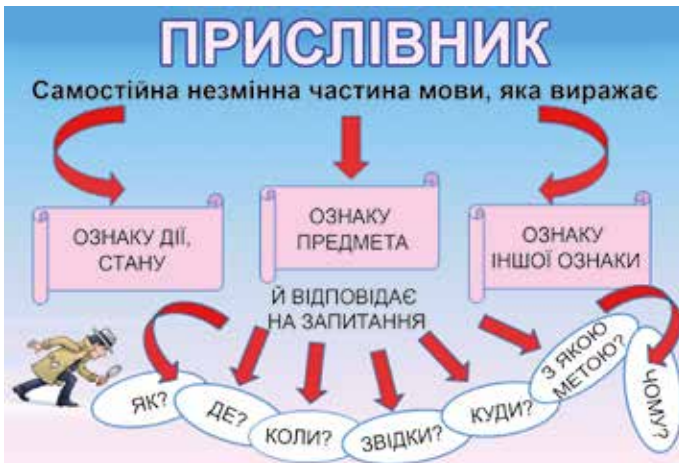 ПРИСЛІВНИК
Самостійна незмінна частина мови, яка виражає
ОЗНАКУ ДІЇ,
СТАНУ
ОЗНАКУ
ПРЕДМЕТА
ОЗНАКУ
ІНШОЇ ОЗНАКИ
Й ВІДПОВІДАЄ
НА ЗАПИТАННЯ
ЯК?
ДЕ?
КОЛИ?
ЗВІДКИ?
КУДИ?
З ЯКОЮ
МЕТОЮ?
ЧОМУ?